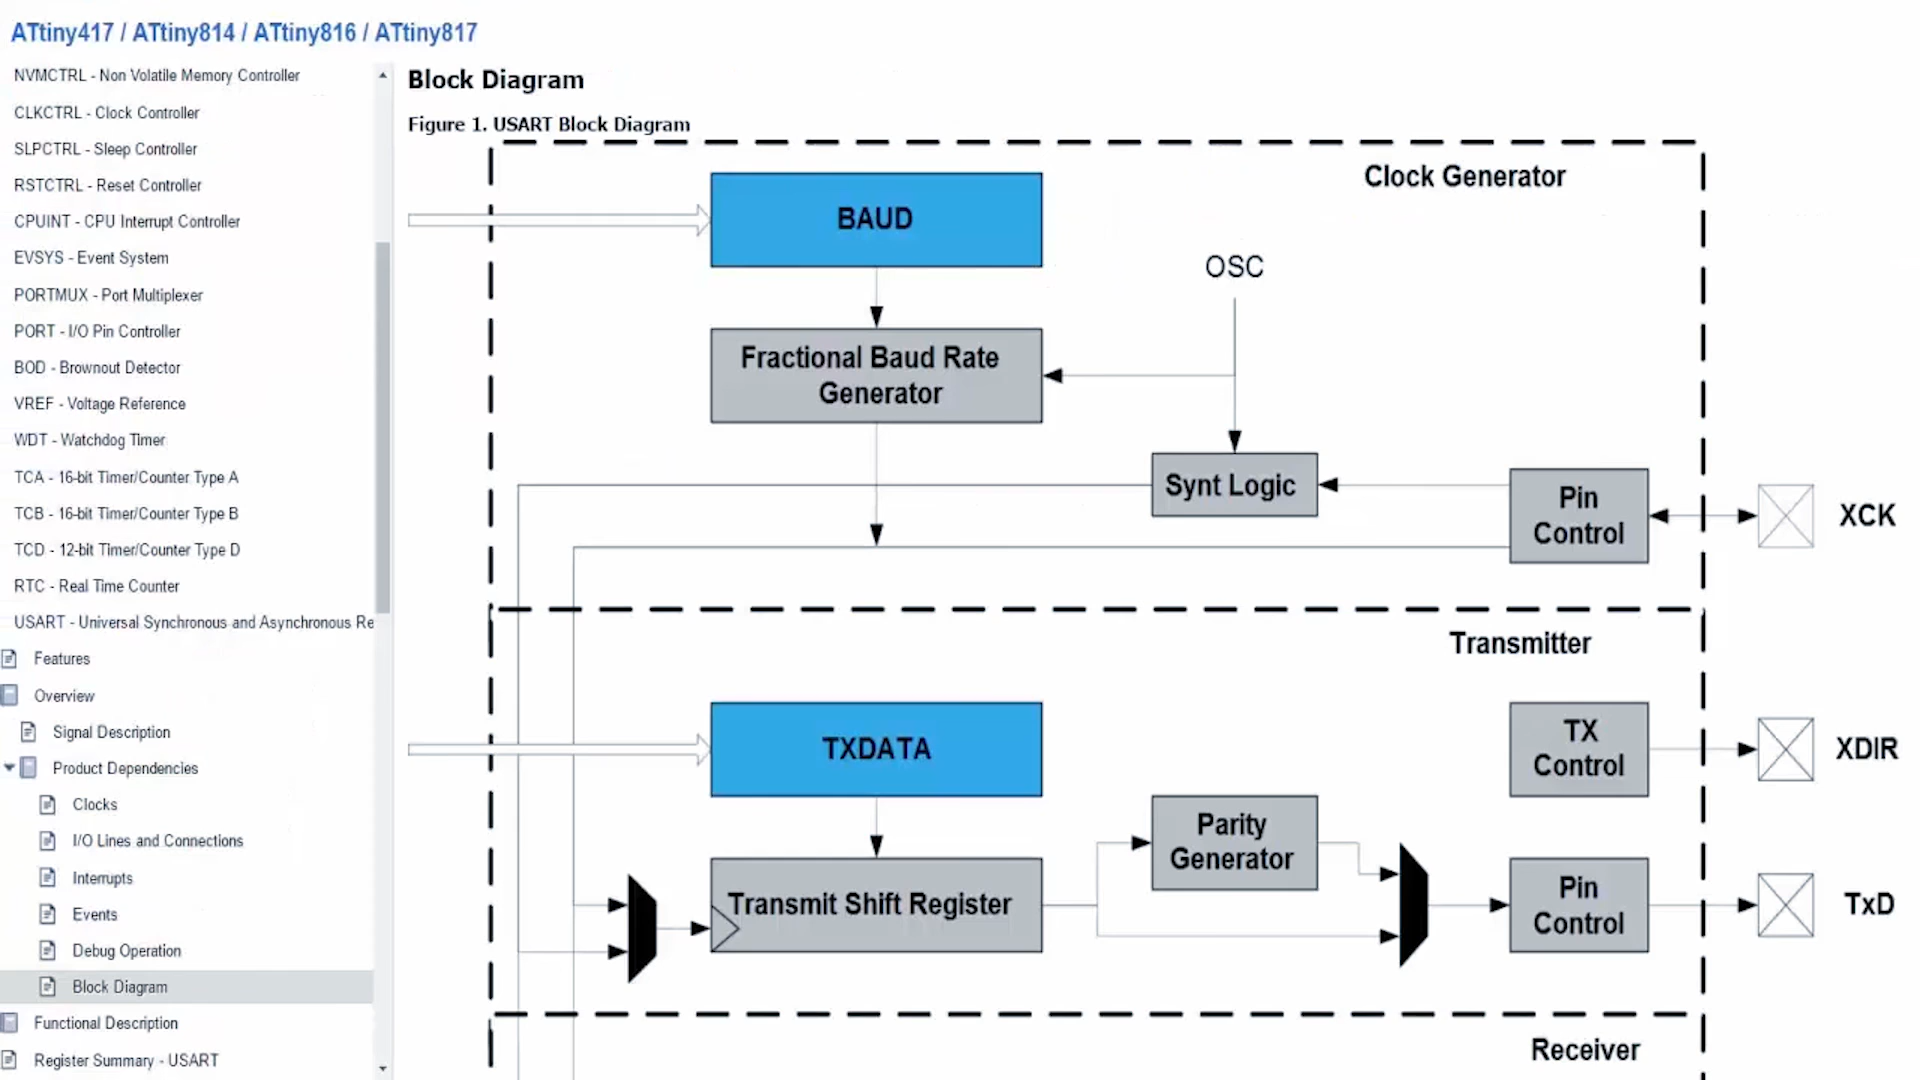 ATtiny417 / ATtiny814 / ATtiny816 / ATtiny817
NVMCTRL - Non Volatile Memory Controller
CLKCTRL - Clock Controller
SLPCTRL - Sleep Controller
RSTCTRL - Reset Controller
CPUINT - CPU Interrupt Controller
EVSYS - Event System
PORTMUX - Port Multiplexer
PORT - I/O Pin Controller
BOD - Brownout Detector
VREF - Voltage Reference
WDT - Watchdog Timer
TCA - 16-bit Timer/Counter Type A
TCB - 16-bit Timer/Counter Type B
TCD - 12-bit Timer/Counter Type D
RTC - Real Time Counter
USART - Universal Synchronous and Asynchronous Re
Features
Overview
Signal Description
Product Dependencies
Clocks
I/O Lines and Connections
Interrupts
Events
Debug Operation
Block Diagram
Functional Description
Register Summary - USART
Block Diagram
Figure 1. USART Block Diagram
Clock Generator
BAUD
OSC
Fractional Baud Rate
Generator
Synt Logic
Pin
Control
XCK
Transmitter
TXDATA
TX
Control
XDIR
Parity
Generator
Transmit Shift Register
Pin
Control
TxD
Receiver